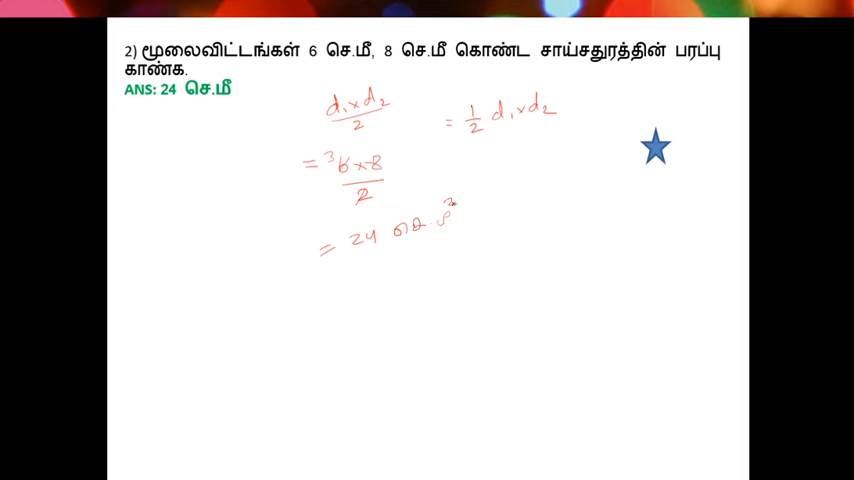 2) மூலைவிட்டங்கள் 6 செ.மீ, 8 செ.மீ கொண்ட சாய்சதுரத்தின் பரப்பு
காண்க.
ANS: 24 செ.மீ
d₁×d₂/2 = 1/2 d₁×d₂
= ³6×8/2
= 24 செ.மீ²